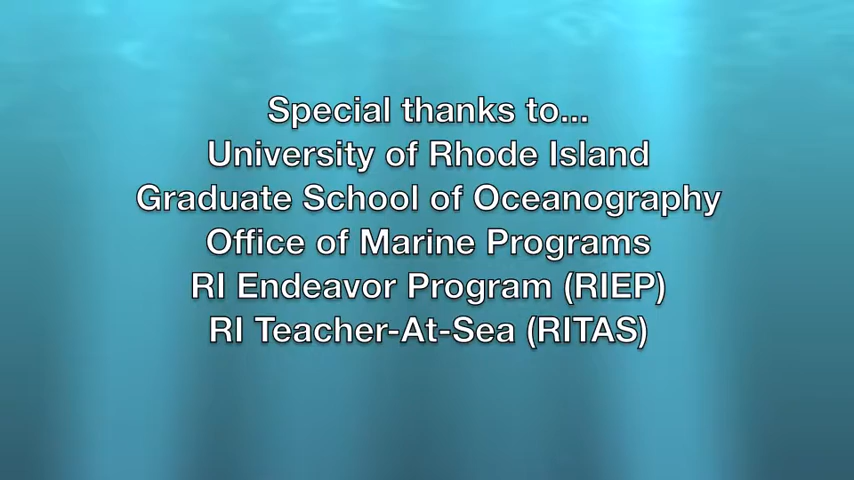 Special thanks to...
University of Rhode Island
Graduate School of Oceanography
Office of Marine Programs
RI Endeavor Program (RIEP)
RI Teacher-At-Sea (RITAS)